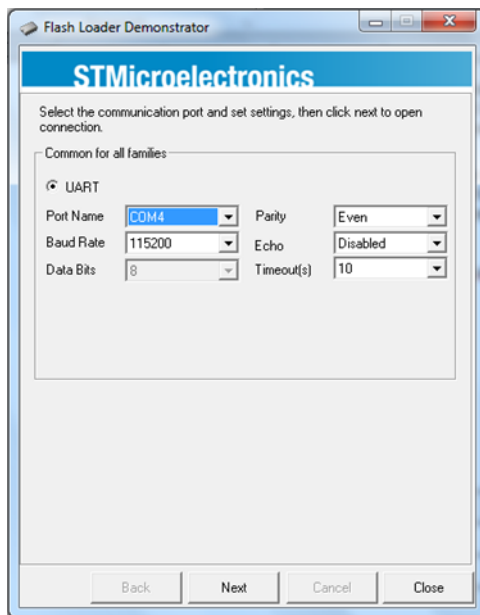 Flash Loader Demonstrator
STMicroelectronics
Select the communication port and set settings, then click next to open
connection.
Common for all families
UART
Port Name COM4 Parity Even
Baud Rate 115200 Echo Disabled
Data Bits 8 Timeout(s) 10
Back Next Cancel Close